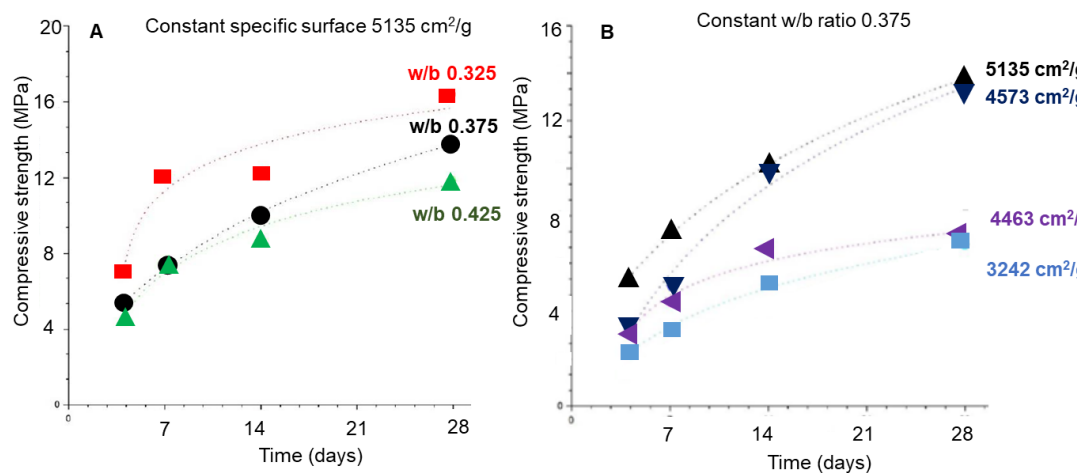 A
Constant specific surface 5135 cm²/g
Compressive strength (MPa)
20
16
12
8
4
0
w/b 0.325
w/b 0.375
w/b 0.425
0
7
14
21
28
Time (days)
B
Constant w/b ratio 0.375
Compressive strength (MPa)
16
12
8
4
0
5135 cm²/g
4573 cm²/g
4463 cm²/
3242 cm²/g
0
7
14
21
28
Time (days)